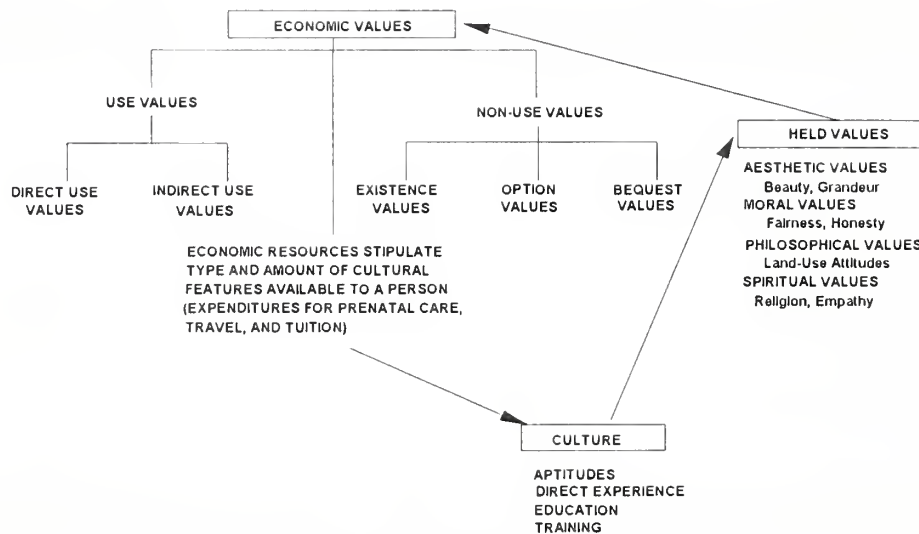 ECONOMIC VALUES
USE VALUES
NON-USE VALUES
DIRECT USE
VALUES
INDIRECT USE
VALUES
EXISTENCE
VALUES
OPTION
VALUES
BEQUEST
VALUES
HELD VALUES
AESTHETIC VALUES
Beauty, Grandeur
MORAL VALUES
Fairness, Honesty
PHILOSOPHICAL VALUES
Land-Use Attitudes
SPIRITUAL VALUES
Religion, Empathy
ECONOMIC RESOURCES STIPULATE
TYPE AND AMOUNT OF CULTURAL
FEATURES AVAILABLE TO A PERSON
(EXPENDITURES FOR PRENATAL CARE,
TRAVEL, AND TUITION)
CULTURE
APTITUDES
DIRECT EXPERIENCE
EDUCATION
TRAINING